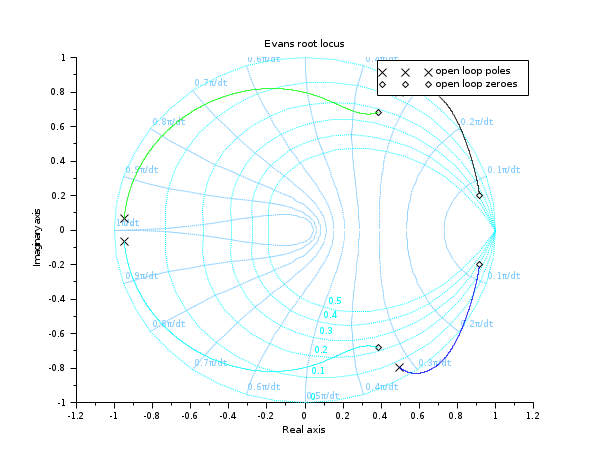 Evans root locus
open loop poles
open loop zeroes
Imaginary axis
Real axis
1
0.8
0.6
0.4
0.2
0
-0.2
-0.4
-0.6
-0.8
-1
-1.2 -1 -0.8 -0.6 -0.4 -0.2 0 0.2 0.4 0.6 0.8 1 1.2
0.6π/dt
0.7π/dt
0.8π/dt
0.9π/dt
1π/dt
0.9π/dt
0.8π/dt
0.7π/dt
0.6π/dt
0.5π/dt
0.4π/dt
0.3π/dt
0.2π/dt
0.1π/dt
0.1π/dt
0.2π/dt
0.5
0.4
0.3
0.2
0.1
0